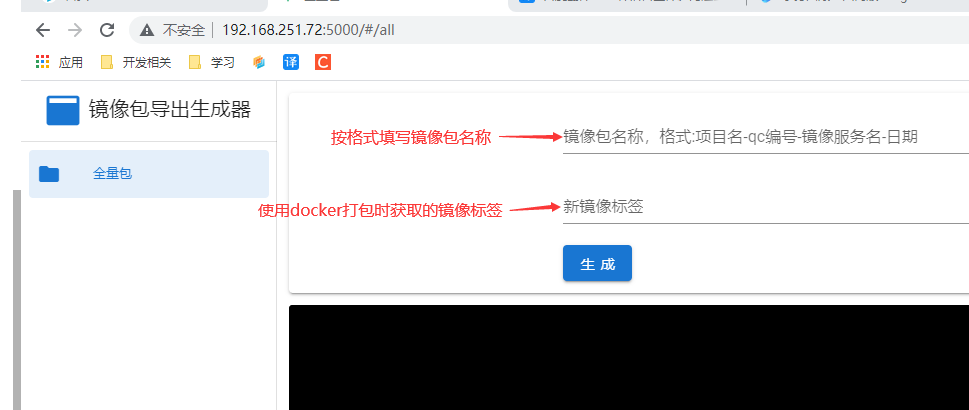 不安全 192.168.251.72:5000/#/all
应用 开发相关 学习 译 C
镜像包导出生成器
按格式填写镜像包名称 镜像包名称，格式:项目名-qc编号-镜像服务名-日期
全量包
使用docker打包时获取的镜像标签 新镜像标签
生 成